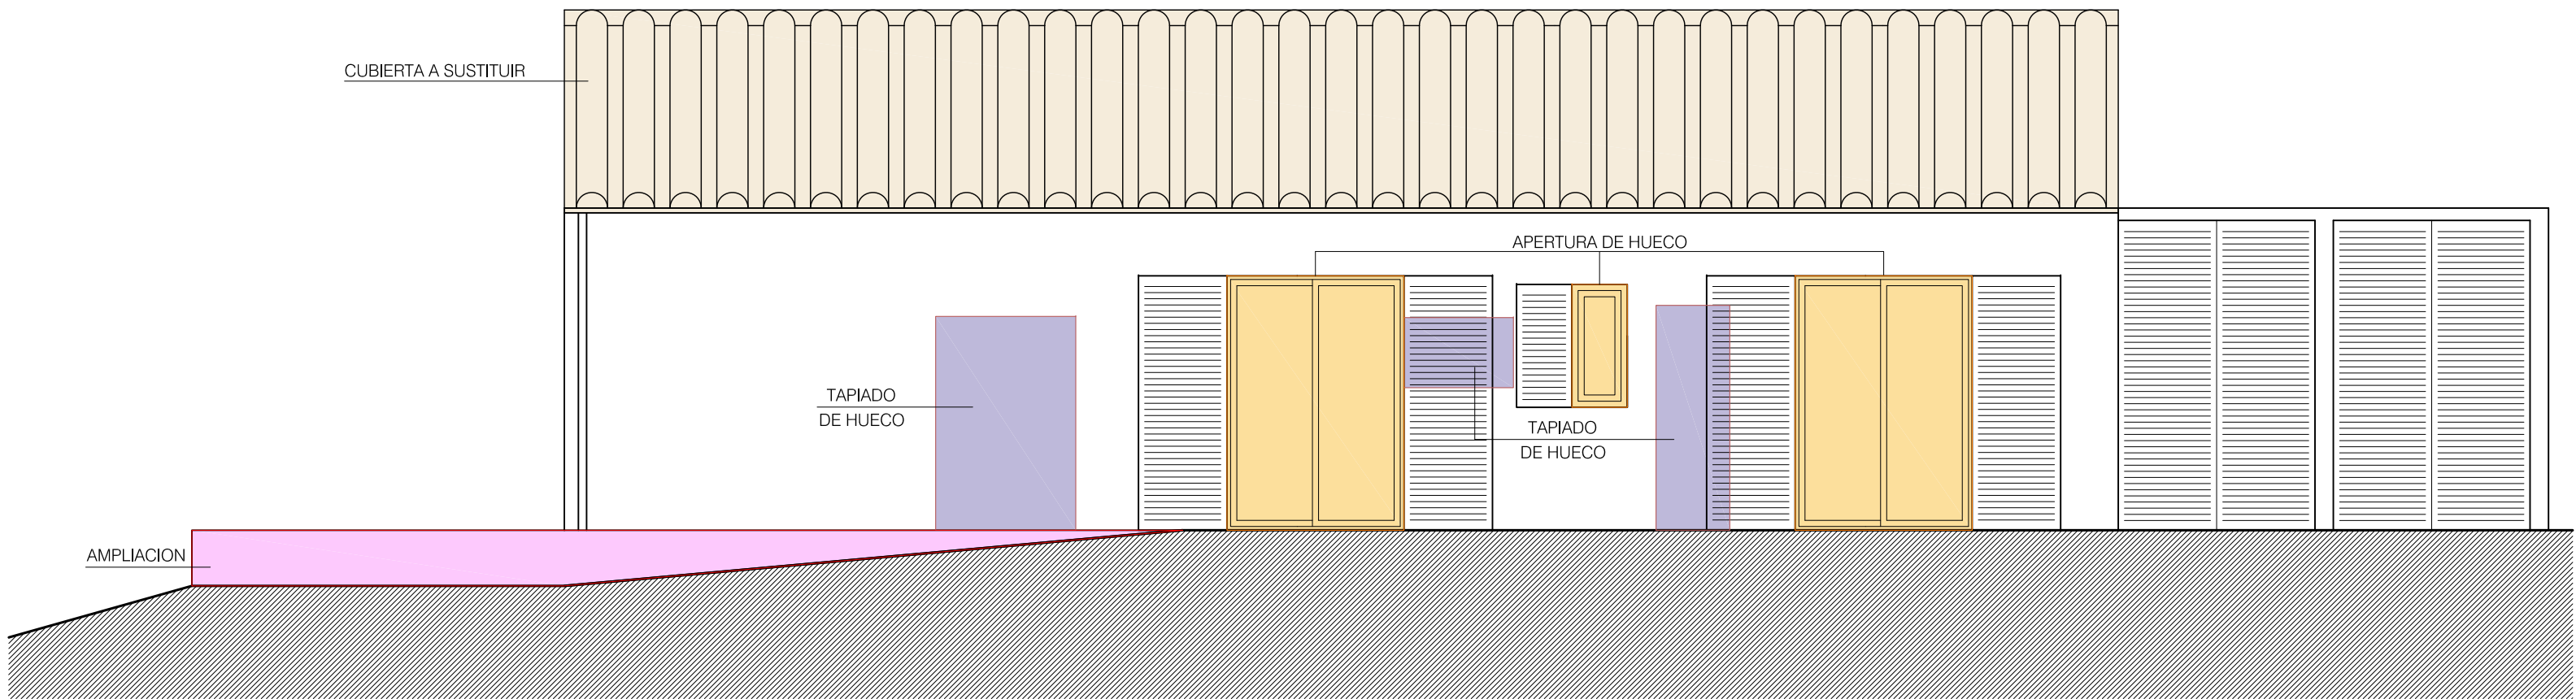 CUBIERTA A SUSTITUIR
APERTURA DE HUECO
TAPIADO
DE HUECO
TAPIADO
DE HUECO
AMPLIACION